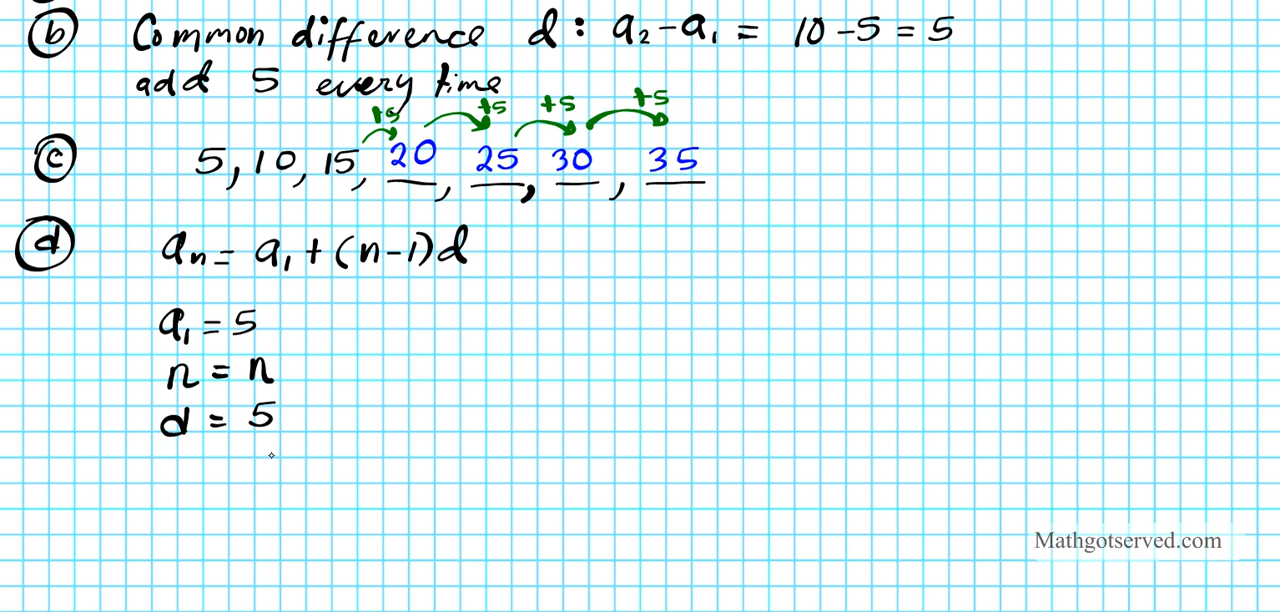 (b) Common difference d : a₂-a₁ = 10-5 = 5
add 5 every time
+5 +5 +5 +5
(c) 5, 10, 15, 20, 25, 30, 35
(d) aₙ = a₁ + (n-1)d
a₁ = 5
n = n
d = 5
Mathgotserved.com